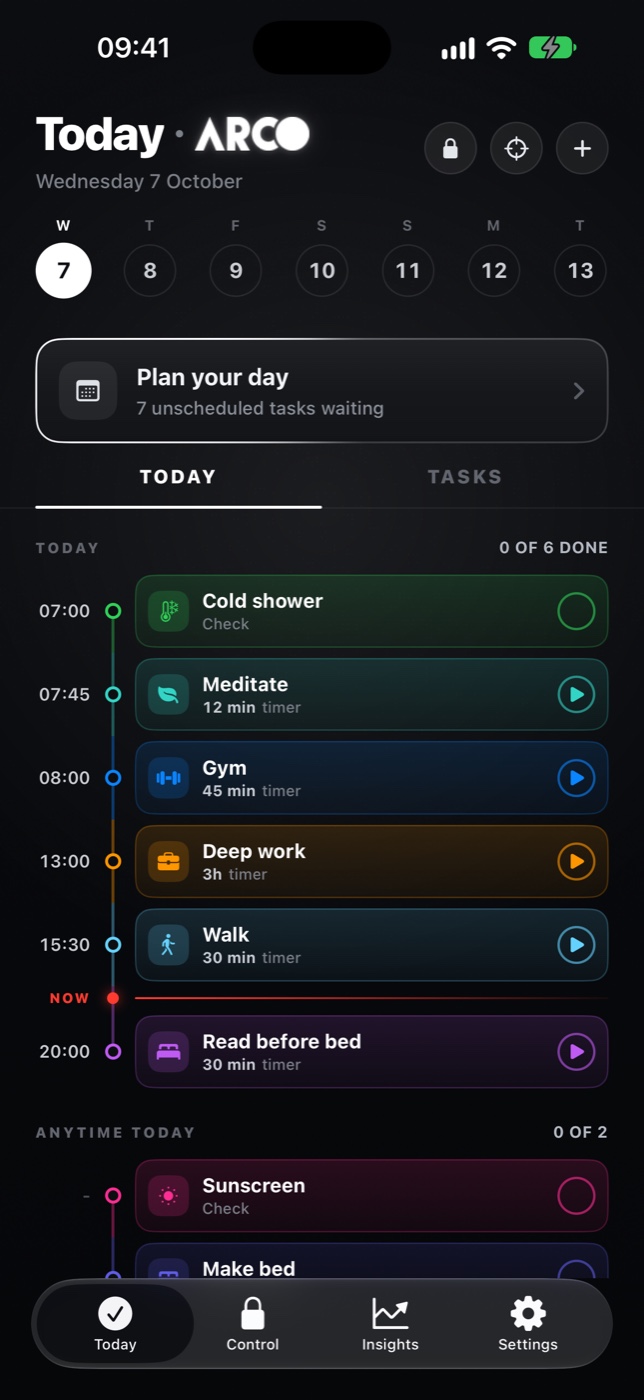 09:41
Today · ARCO
Wednesday 7 October
W T F S S M T
7 8 9 10 11 12 13
Plan your day
7 unscheduled tasks waiting
TODAY TASKS
TODAY 0 OF 6 DONE
Cold shower
07:00
Check
Meditate
07:45
12 min timer
Gym
08:00
45 min timer
Deep work
13:00
3h timer
Walk
15:30
30 min timer
NOW
Read before bed
20:00
30 min timer
ANYTIME TODAY 0 OF 2
Sunscreen
-
Check
Make bed
Today Control Insights Settings